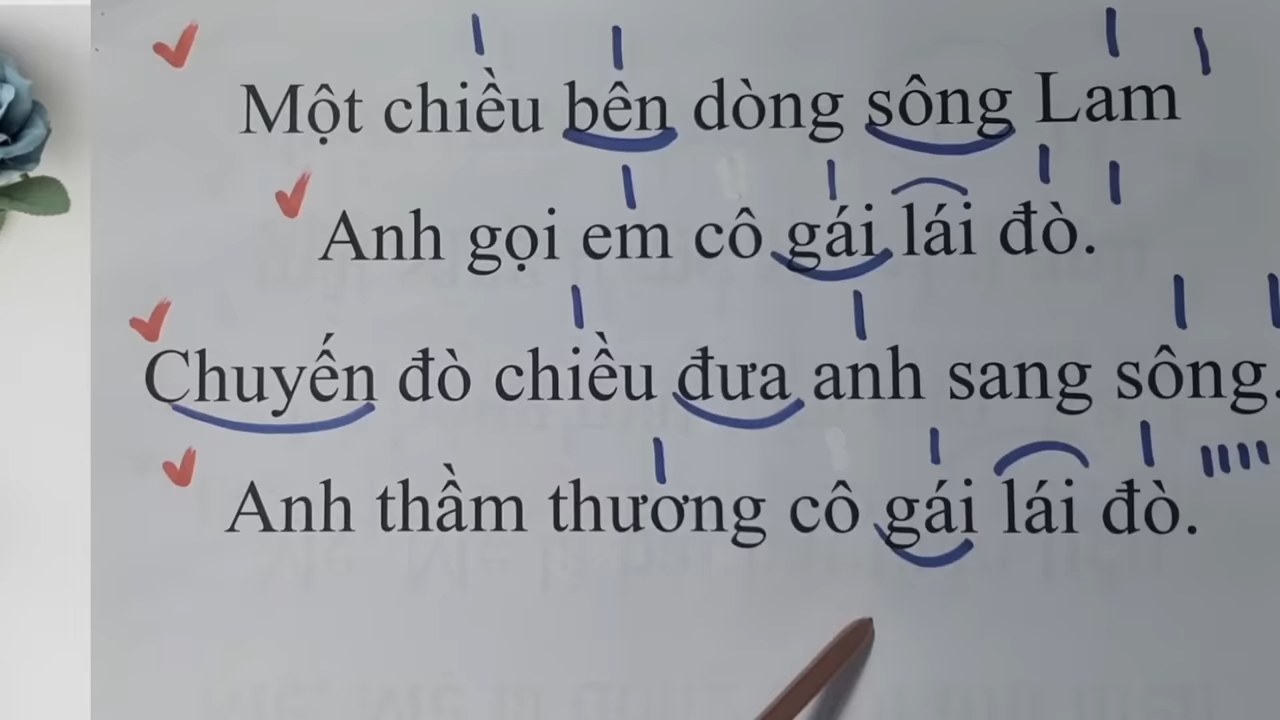 Một chiều bên dòng sông Lam
Anh gọi em cô gái lái đò.
Chuyến đò chiều đưa anh sang sông.
Anh thầm thương cô gái lái đò.